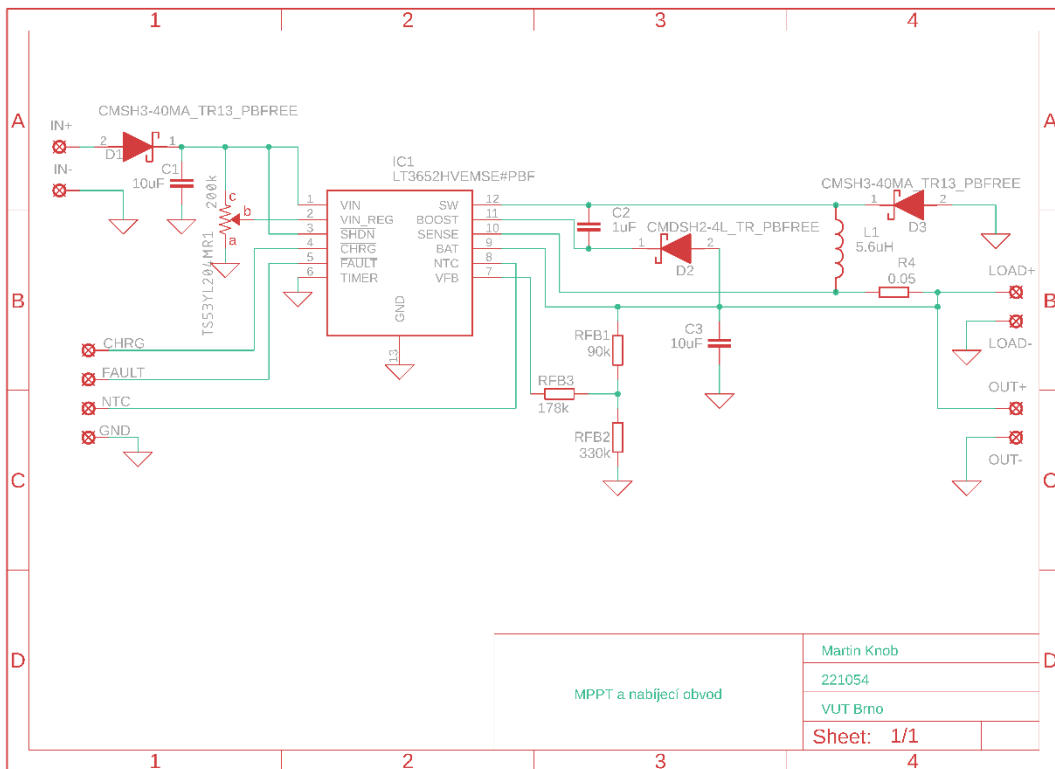 1 2 3 4
A A
CMSH3-40MA_TR13_PBFREE
IN+
2 1
D1
IN-
C1
10uF
200k
c
b
a
TS53YL204MR1
IC1
LT3652HVEMSE#PBF
1 VIN SW 12
2 VIN_REG BOOST 11
3 SHDN SENSE 10
4 CHRG BAT 9
5 FAULT NTC 8
6 TIMER VFB 7
GND
13
C2
1uF
CMDSH2-4L_TR_PBFREE
1 2
D2
CMSH3-40MA_TR13_PBFREE
1 2
D3
L1
5.6uH
R4
0.05
LOAD+
B B
LOAD-
RFB1
90k
C3
10uF
CHRG
FAULT
NTC
GND
RFB3
178k
OUT+
RFB2
330k
OUT-
C C
D D
MPPT a nabíjecí obvod
Martin Knob
221054
VUT Brno
Sheet: 1/1
1 2 3 4